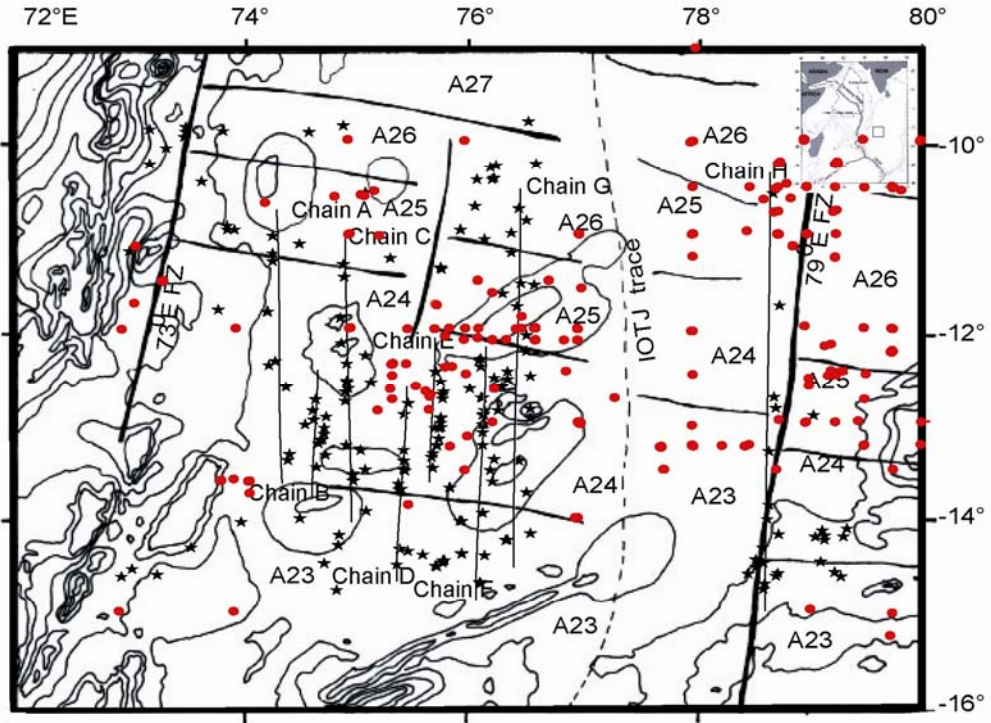 72°E 74° 76° 78° 80°
A27
A26
A26
-10°
Chain H
Chain G
Chain A
A25
A25
A26
Chain C
79°E FZ
A26
73°E FZ
A24
A25
IOTJ trace
-12°
Chain E
A24
A25
A24
A24
Chain B
A23
-14°
A23
Chain D
Chain F
A23
A23
-16°